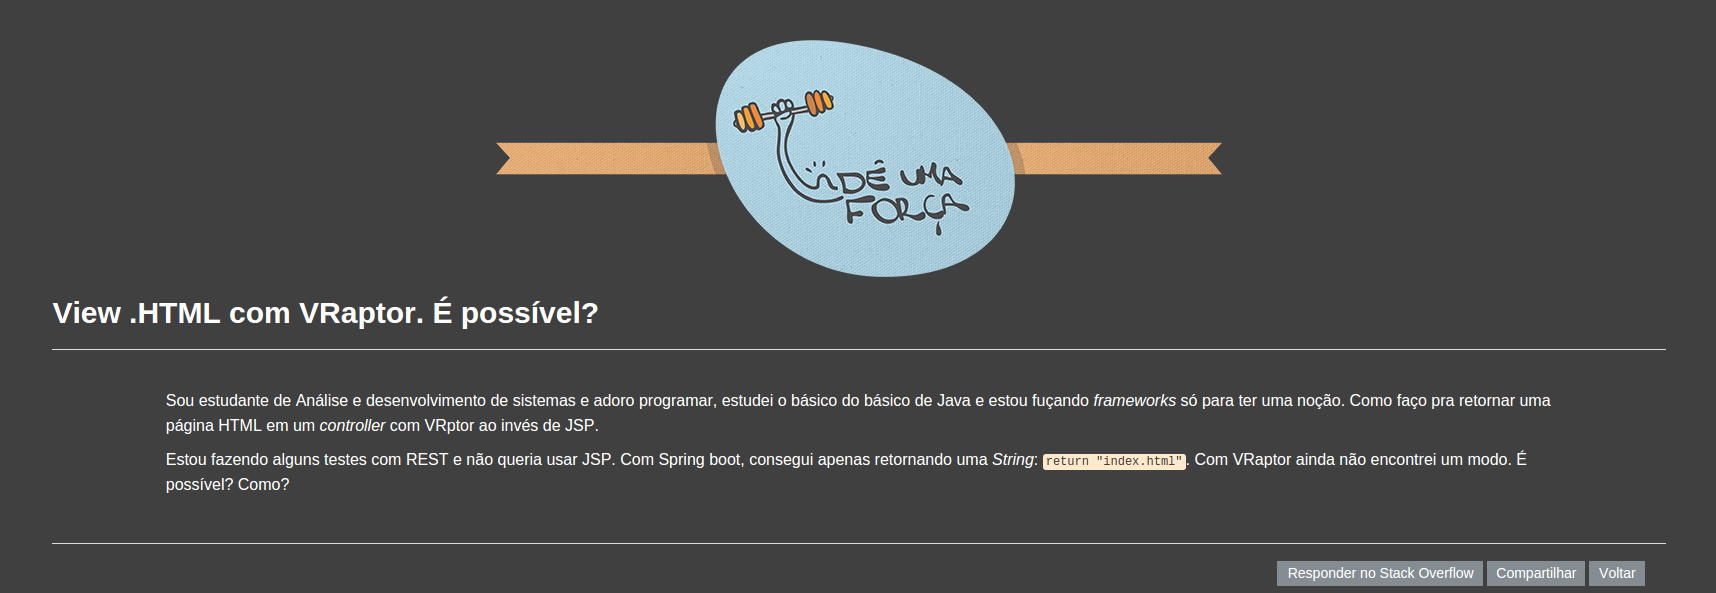 DÊ UMA
FORÇA
View .HTML com VRaptor. É possível?
Sou estudante de Análise e desenvolvimento de sistemas e adoro programar, estudei o básico do básico de Java e estou fuçando frameworks só para ter uma noção. Como faço pra retornar uma
página HTML em um controller com VRptor ao invés de JSP.
Estou fazendo alguns testes com REST e não queria usar JSP. Com Spring boot, consegui apenas retornando uma String: return "index.html". Com VRaptor ainda não encontrei um modo. É
possível? Como?
Responder no Stack Overflow Compartilhar Voltar